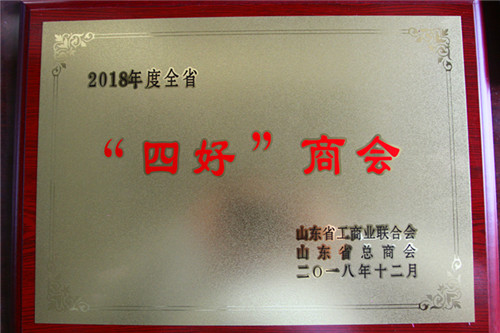 2018年度全省
“四好”商会
山东省工商业联合会
山东省总商会
二〇一八年十二月